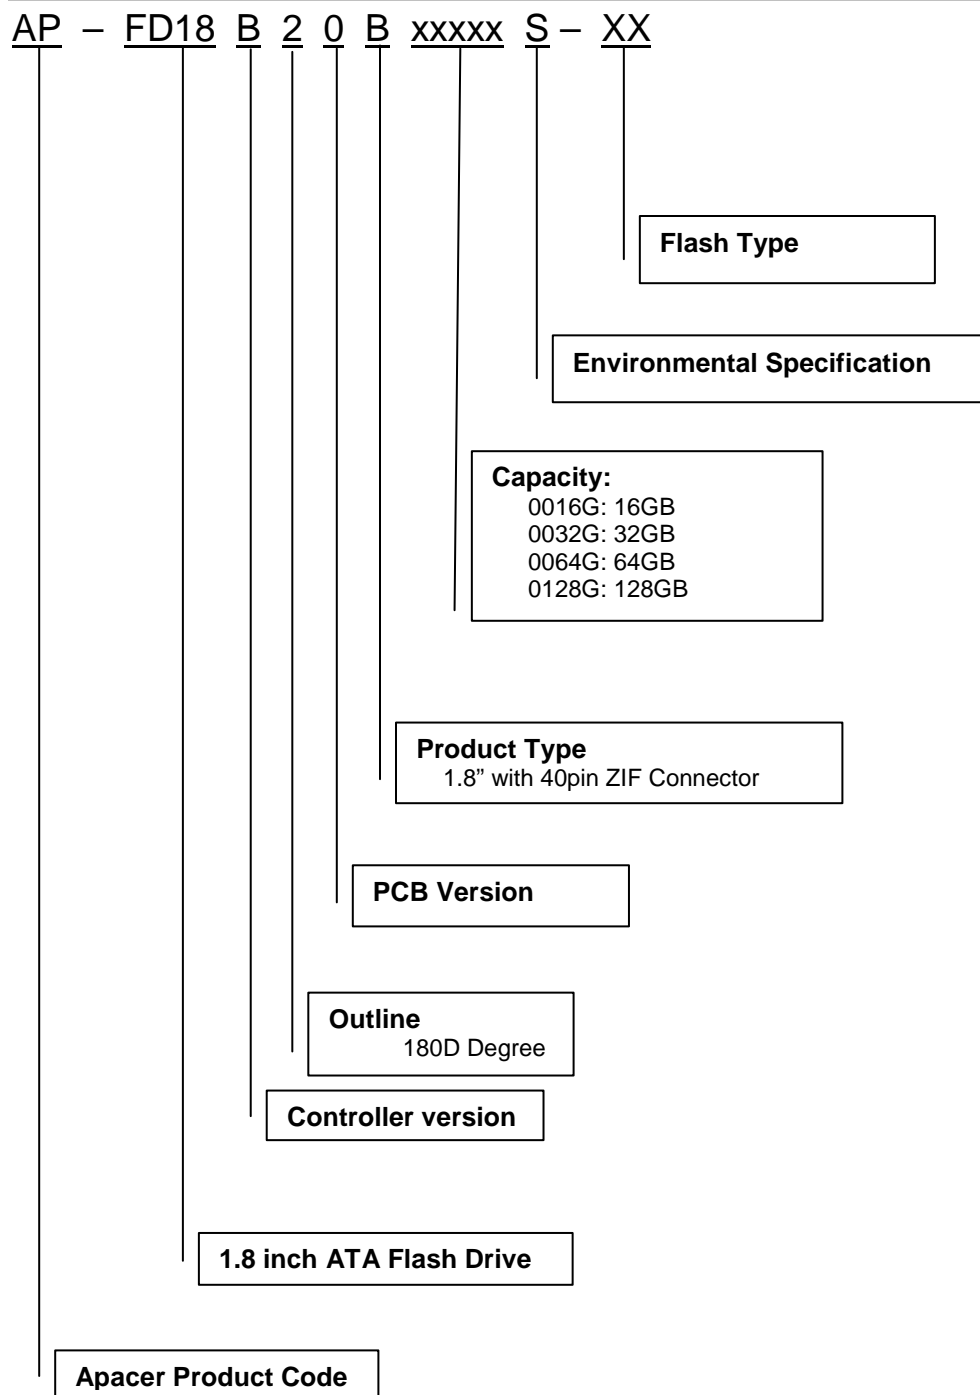 AP – FD18 B 2 0 B xxxxx S – XX
Flash Type
Environmental Specification
Capacity:
0016G: 16GB
0032G: 32GB
0064G: 64GB
0128G: 128GB
Product Type
1.8” with 40pin ZIF Connector
PCB Version
Outline
180D Degree
Controller version
1.8 inch ATA Flash Drive
Apacer Product Code